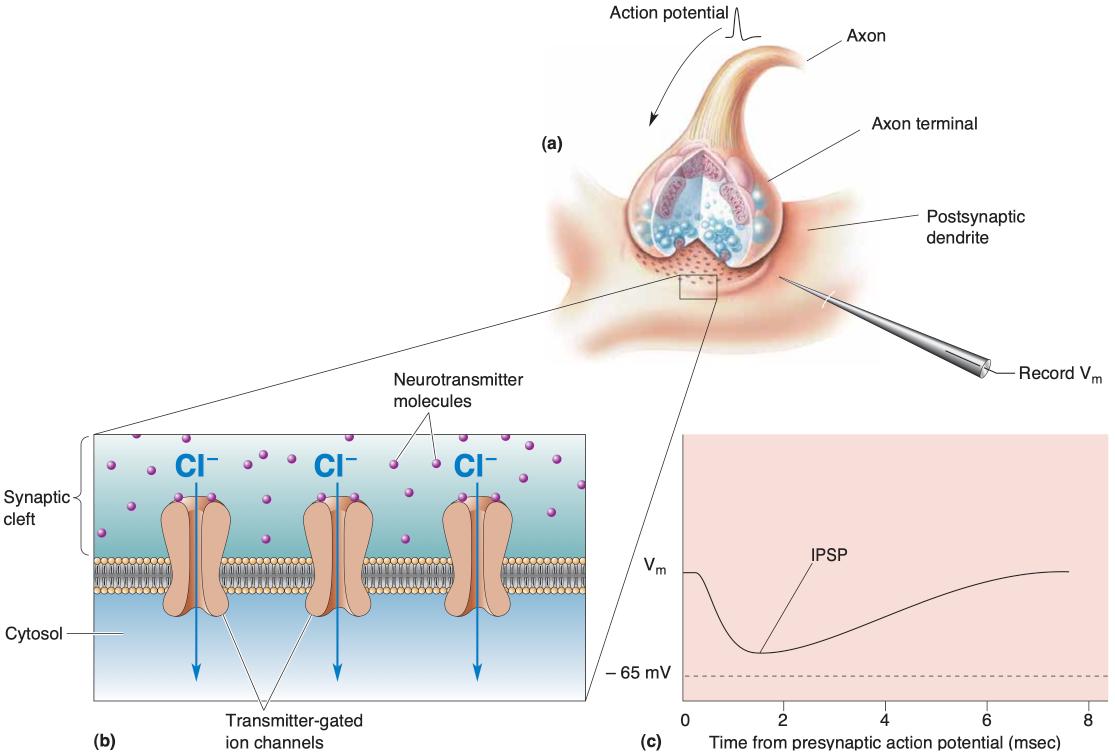 Action potential
Axon
(a)
Axon terminal
Postsynaptic
dendrite
Record Vm
Neurotransmitter
molecules
Cl⁻ Cl⁻ Cl⁻
Synaptic
cleft
Cytosol
Transmitter-gated
ion channels
(b)
Vm
IPSP
– 65 mV
0 2 4 6 8
(c) Time from presynaptic action potential (msec)